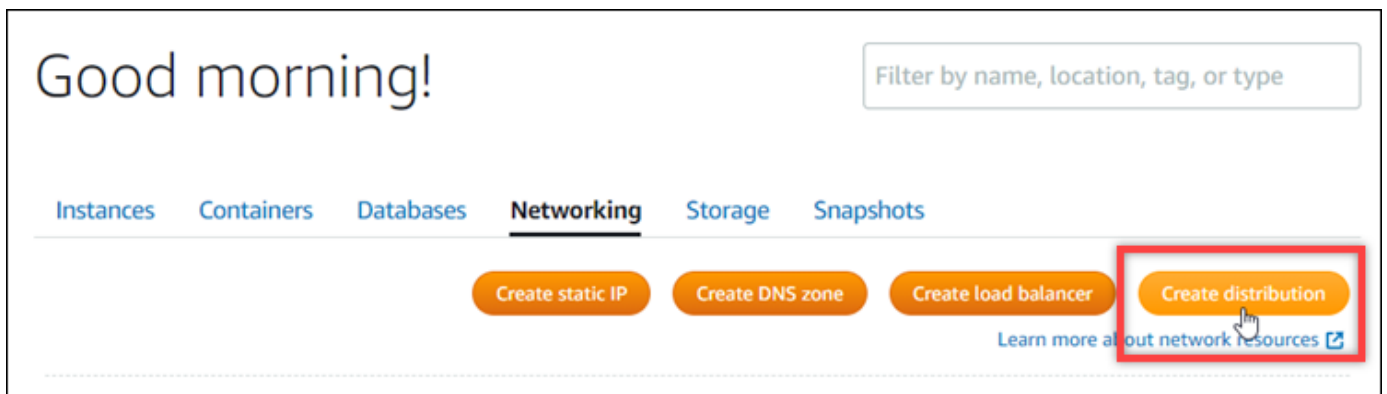 Good morning!
Filter by name, location, tag, or type
Instances Containers Databases Networking Storage Snapshots
Create static IP Create DNS zone Create load balancer Create distribution
Learn more about network resources